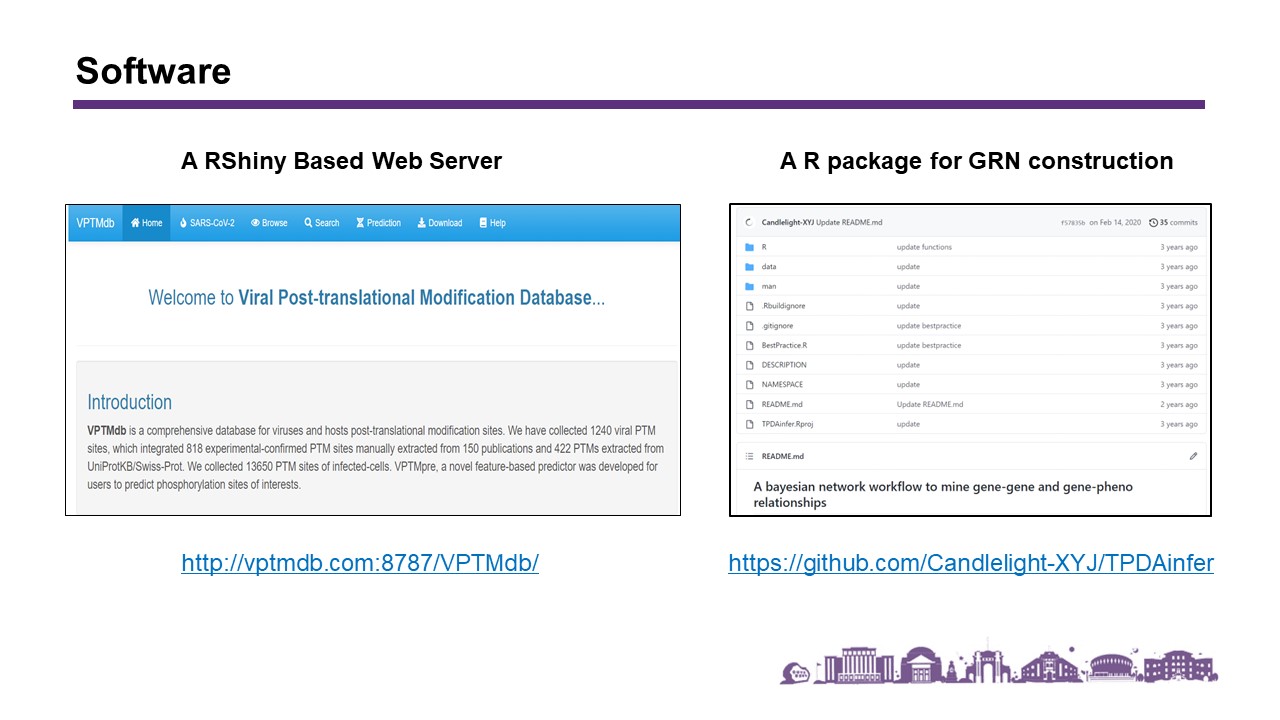 Software
A RShiny Based Web Server
A R package for GRN construction
VPTMdb Home SARS-CoV-2 Browse Search Prediction Download Help
Welcome to Viral Post-translational Modification Database...
Introduction
VPTMdb is a comprehensive database for viruses and hosts post-translational modification sites. We have collected 1240 viral PTM
sites, which integrated 818 experimental-confirmed PTM sites manually extracted from 150 publications and 422 PTMs extracted from
UniProtKB/Swiss-Prot. We collected 13650 PTM sites of infected-cells. VPTMpre, a novel feature-based predictor was developed for
users to predict phosphorylation sites of interests.
Candlelight-XYJ Update README.md f57835b on Feb 14, 2020 35 commits
R update functions 3 years ago
data update 3 years ago
man update 3 years ago
.Rbuildignore update 3 years ago
.gitignore update bestpractice 3 years ago
BestPractice.R update bestpractice 3 years ago
DESCRIPTION update 3 years ago
NAMESPACE update 3 years ago
README.md Update README.md 2 years ago
TPDAinfer.Rproj update 3 years ago
README.md
A bayesian network workflow to mine gene-gene and gene-pheno
relationships
http://vptmdb.com:8787/VPTMdb/
https://github.com/Candlelight-XYJ/TPDAinfer